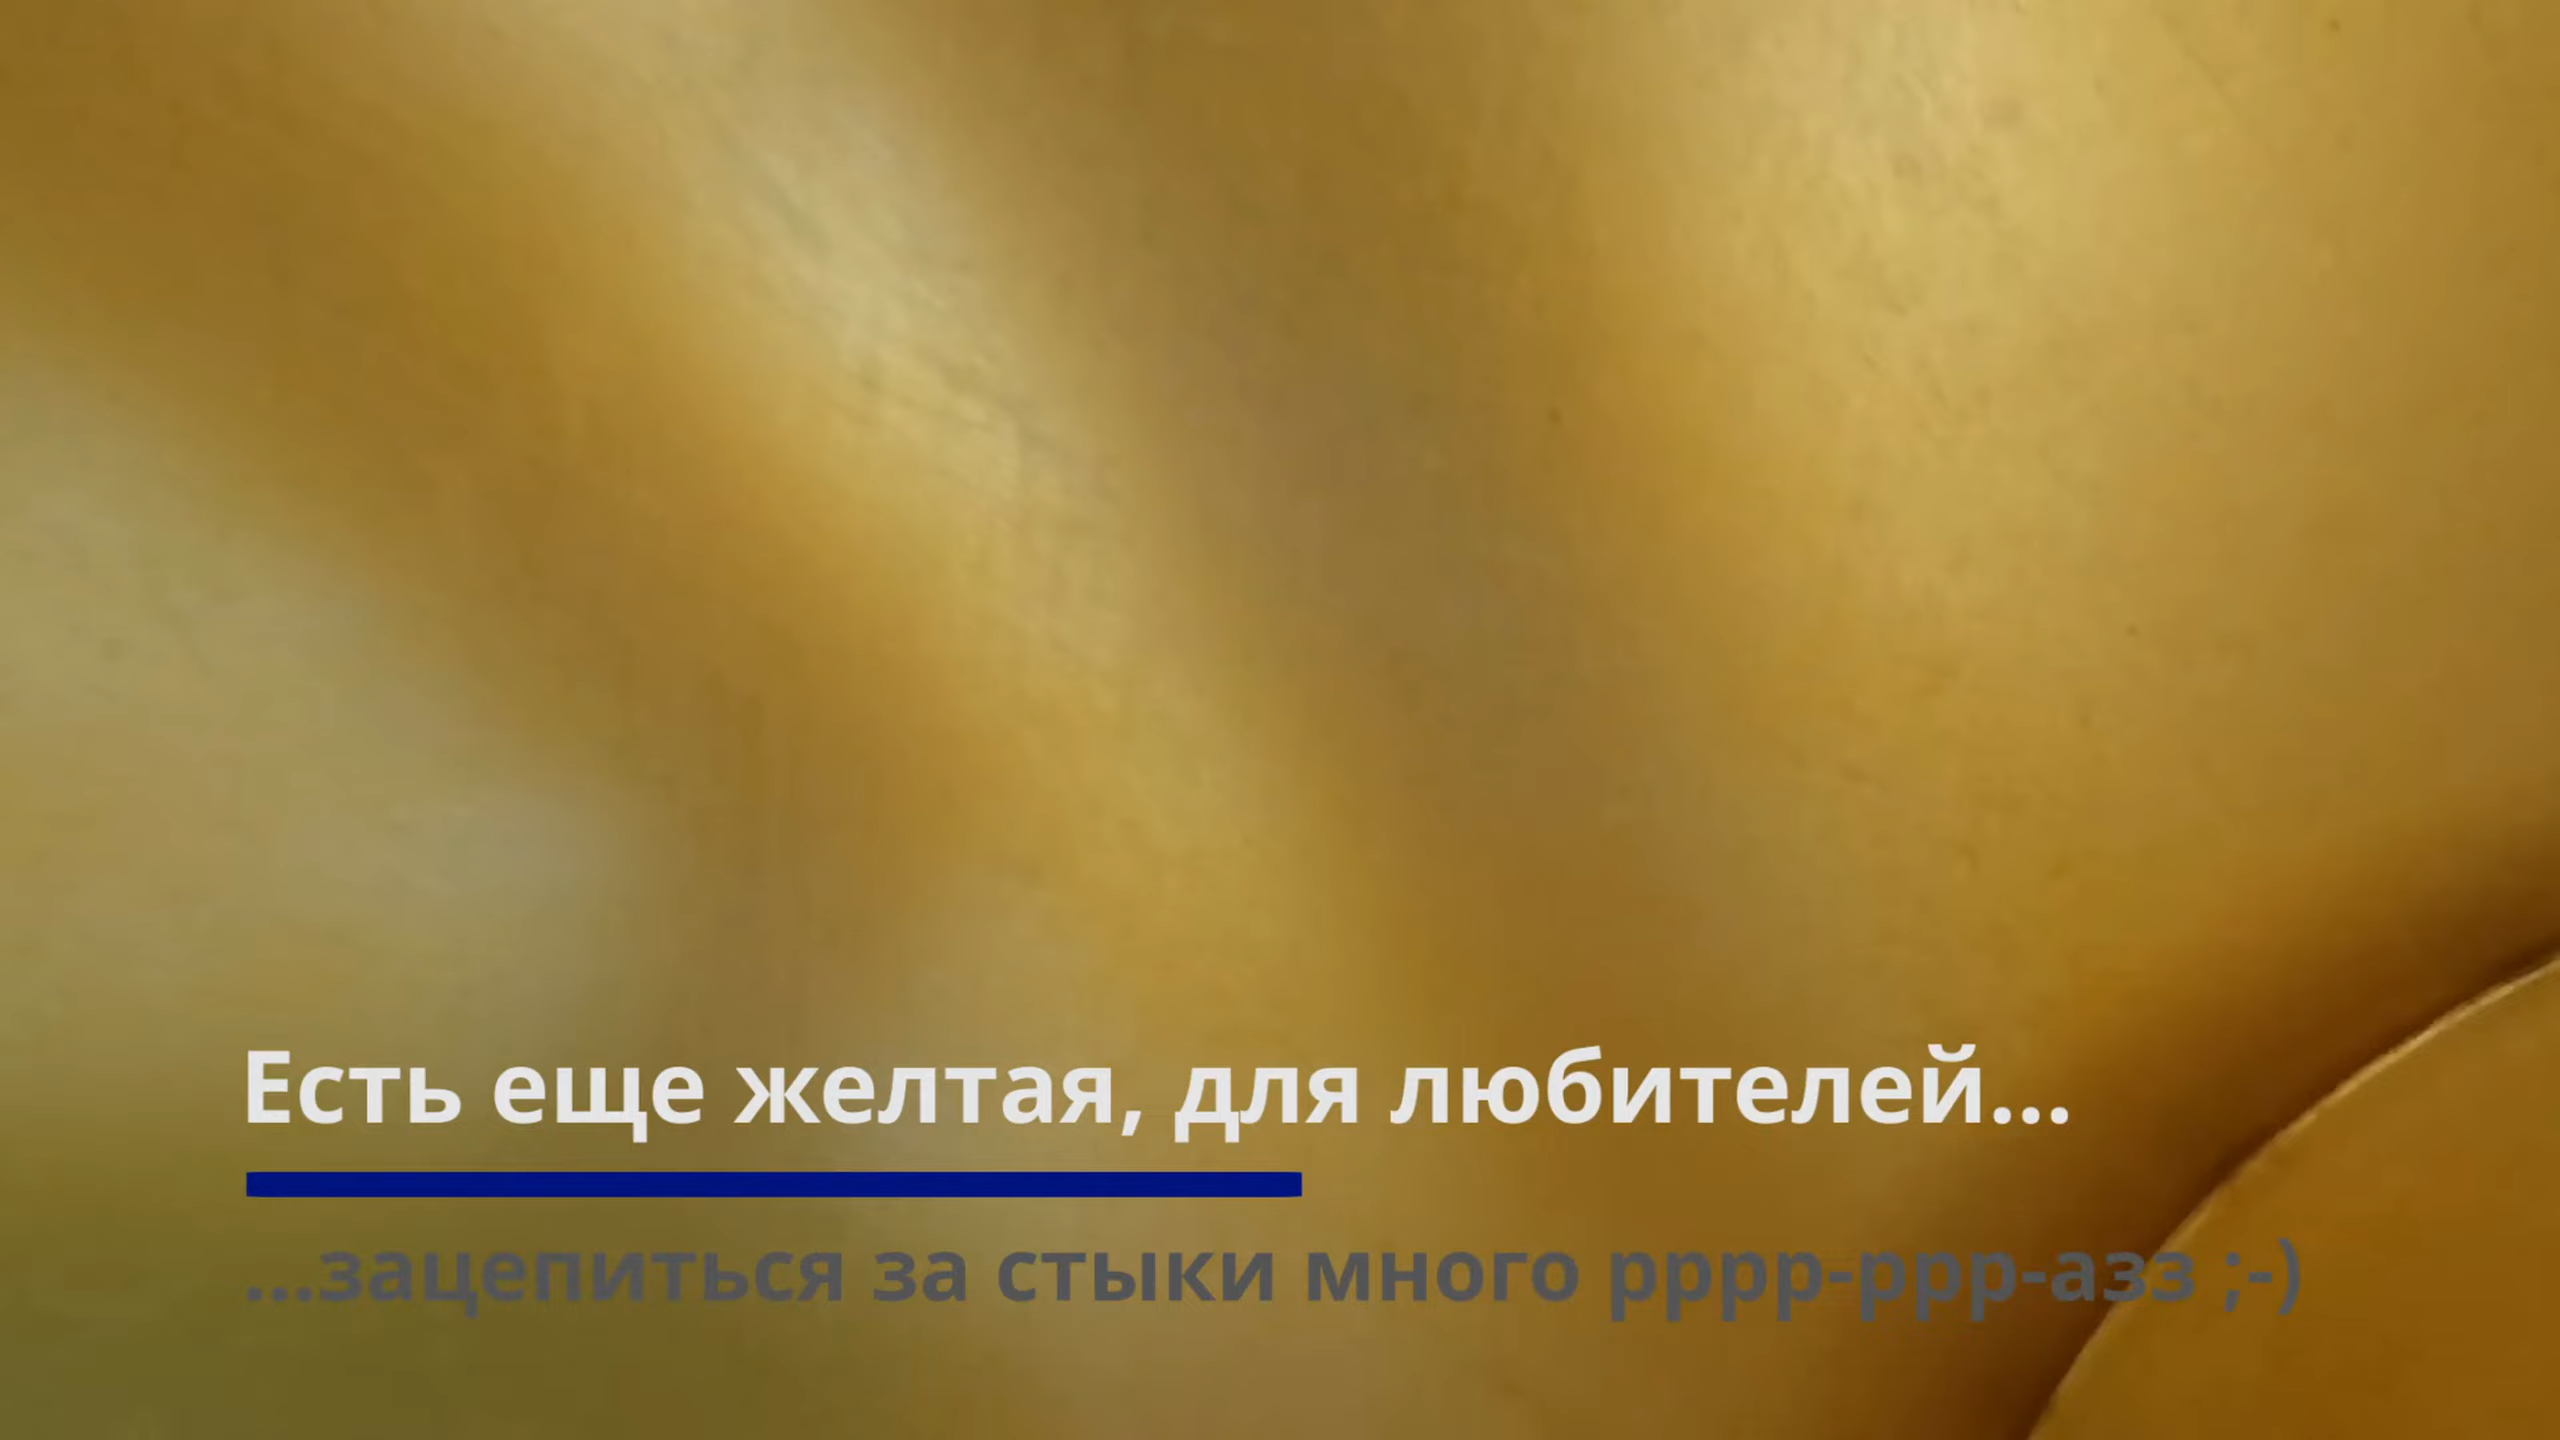 Есть еще желтая, для любителей...
...зацепиться за стыки много рррр-ррр-азз ;-)